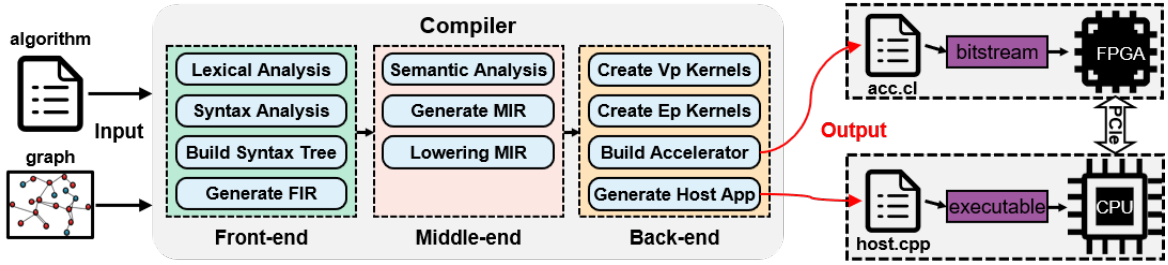 algorithm
Input
graph
Compiler
Lexical Analysis
Syntax Analysis
Build Syntax Tree
Generate FIR
Front-end
Semantic Analysis
Generate MIR
Lowering MIR
Middle-end
Create Vp Kernels
Create Ep Kernels
Build Accelerator
Generate Host App
Back-end
Output
acc.cl
bitstream
FPGA
PCIe
host.cpp
executable
CPU